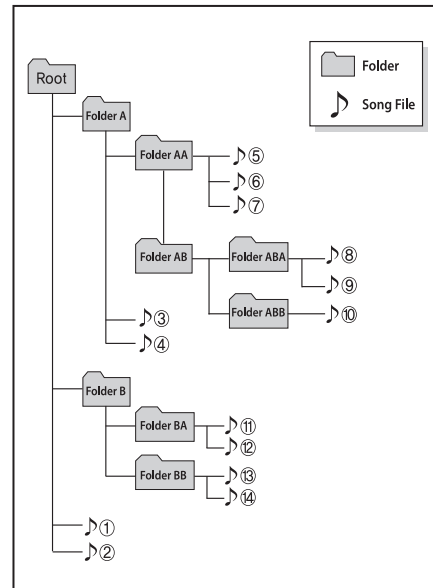 Root
Folder
Song File
Folder A
Folder AA
⑤
⑥
⑦
Folder AB
Folder ABA
⑧
⑨
Folder ABB
⑩
③
④
Folder B
Folder BA
⑪
⑫
Folder BB
⑬
⑭
①
②